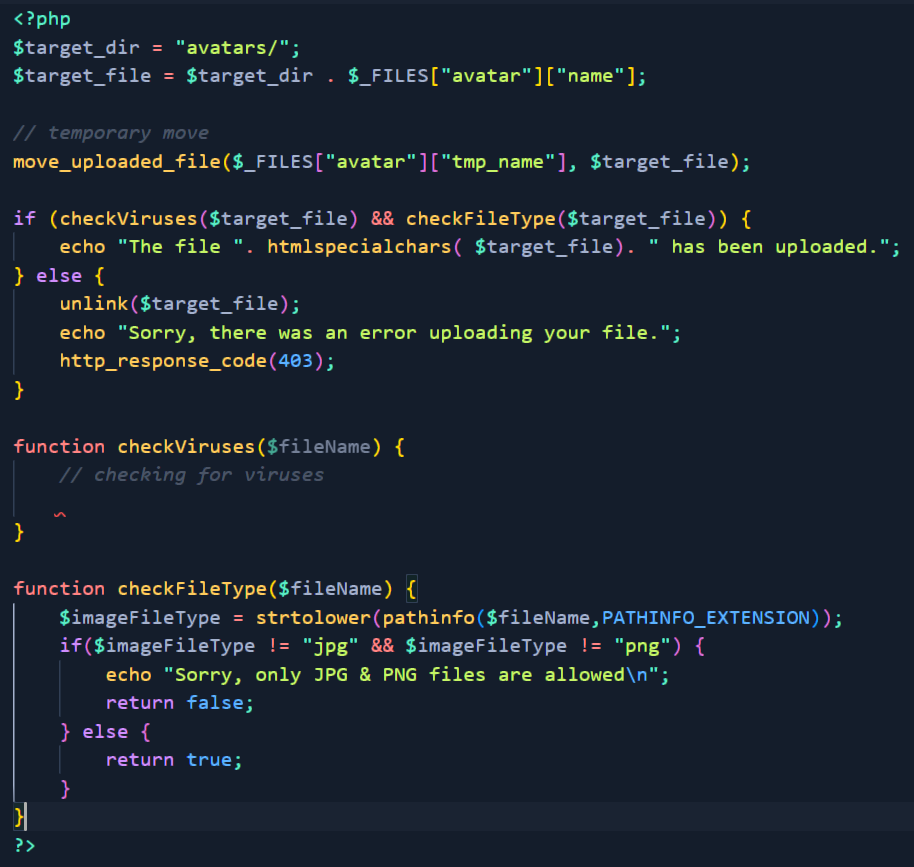 <?php
$target_dir = "avatars/";
$target_file = $target_dir . $_FILES["avatar"]["name"];

// temporary move
move_uploaded_file($_FILES["avatar"]["tmp_name"], $target_file);

if (checkViruses($target_file) && checkFileType($target_file)) {
    echo "The file ". htmlspecialchars( $target_file). " has been uploaded.";
} else {
    unlink($target_file);
    echo "Sorry, there was an error uploading your file.";
    http_response_code(403);
}

function checkViruses($fileName) {
    // checking for viruses

}

function checkFileType($fileName) {
    $imageFileType = strtolower(pathinfo($fileName,PATHINFO_EXTENSION));
    if($imageFileType != "jpg" && $imageFileType != "png") {
        echo "Sorry, only JPG & PNG files are allowed\n";
        return false;
    } else {
        return true;
    }
}
?>